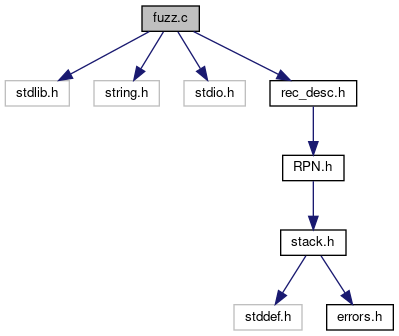 fuzz.c
stdlib.h
string.h
stdio.h
rec_desc.h
RPN.h
stack.h
stddef.h
errors.h